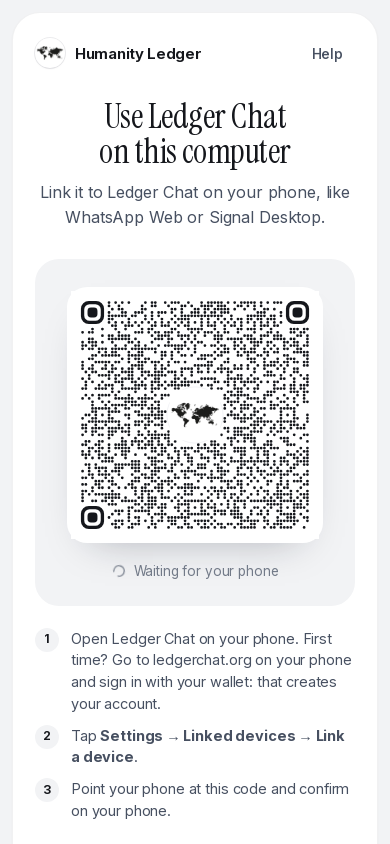 Humanity Ledger
Help
Use Ledger Chat
on this computer
Link it to Ledger Chat on your phone, like
WhatsApp Web or Signal Desktop.
Waiting for your phone
1
Open Ledger Chat on your phone. First
time? Go to ledgerchat.org on your phone
and sign in with your wallet: that creates
your account.
2
Tap Settings → Linked devices → Link
a device.
3
Point your phone at this code and confirm
on your phone.